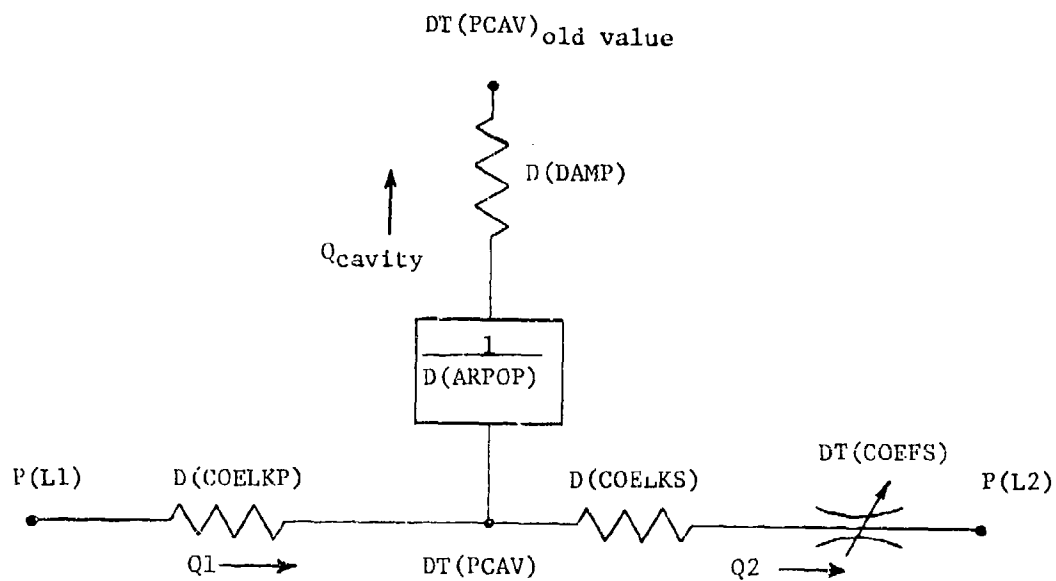 DT(PCAV)old value
D(DAMP)
Qcavity
1
D(ARPOP)
P(L1)
D(COELKP)
D(COELKS)
DT(COEFS)
P(L2)
Q1
DT(PCAV)
Q2